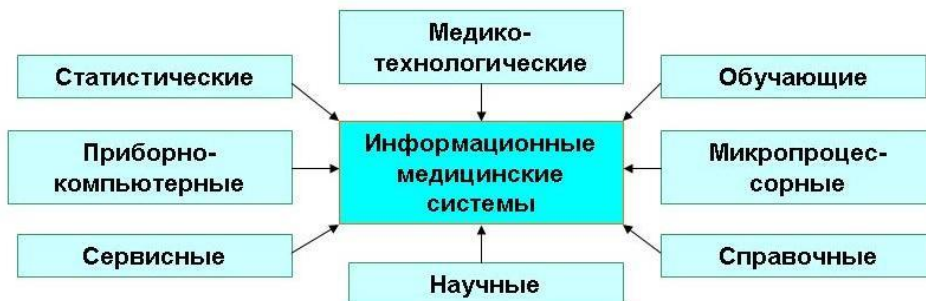 Медико-
технологические
Статистические
Обучающие
Приборно-
компьютерные
Информационные
медицинские
системы
Микропроцес-
сорные
Сервисные
Научные
Справочные